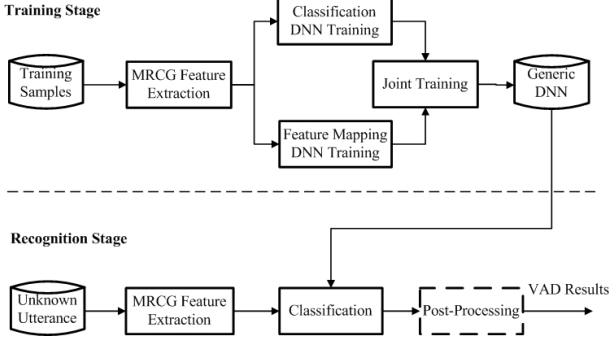 Training Stage
Classification
DNN Training
Training
Samples
MRCG Feature
Extraction
Joint Training
Generic
DNN
Feature Mapping
DNN Training
Recognition Stage
Unknown
Utterance
MRCG Feature
Extraction
Classification
Post-Processing
VAD Results